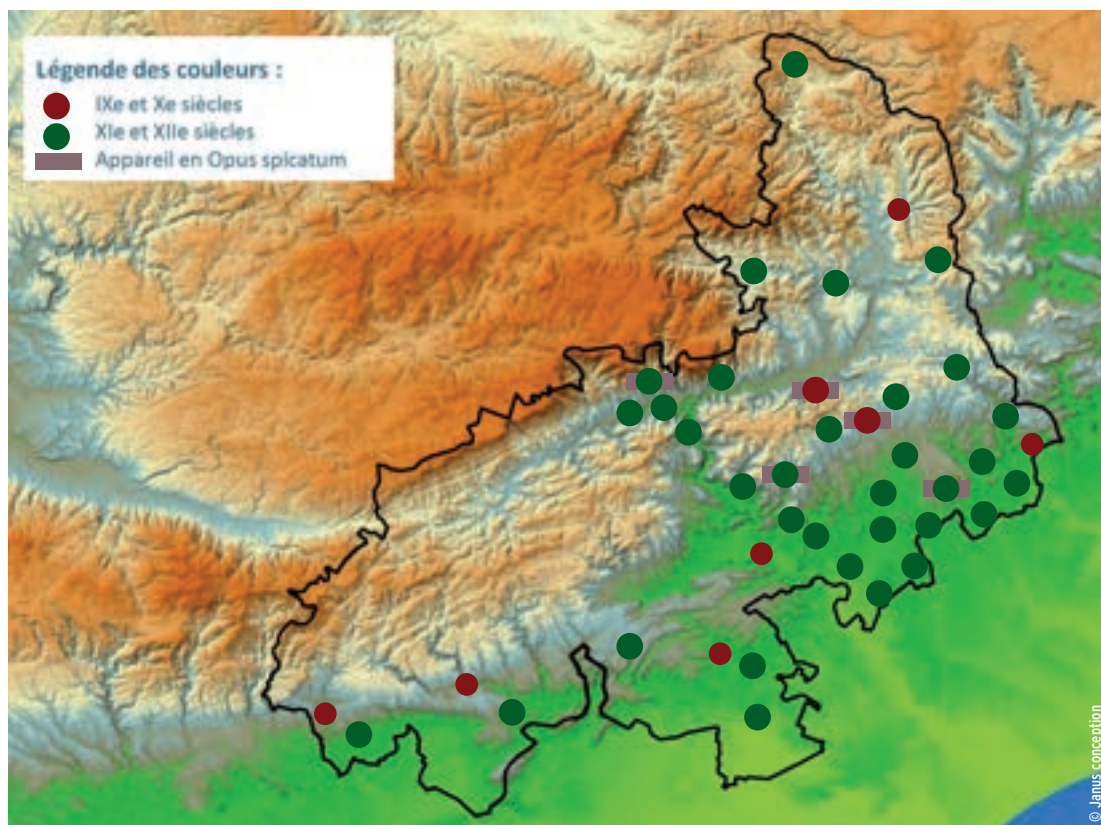 Légende des couleurs :
IXe et Xe siècles
XIe et XIIe siècles
Appareil en Opus spicatum
© Janus conception